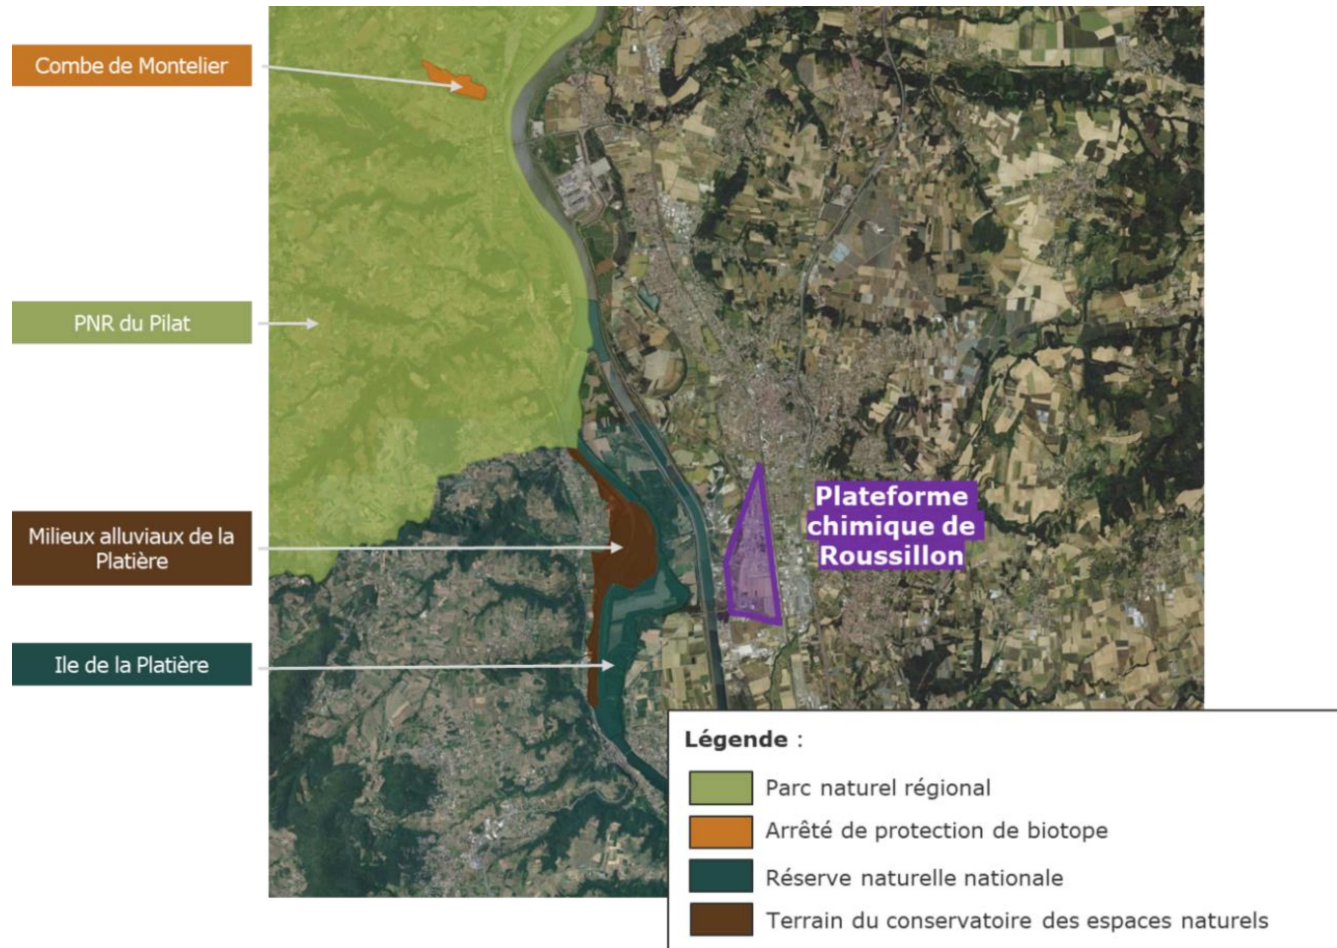 Combe de Montelier
PNR du Pilat
Milieux alluviaux de la
Platière
Ile de la Platière
Plateforme
chimique de
Roussillon
Légende :
Parc naturel régional
Arrêté de protection de biotope
Réserve naturelle nationale
Terrain du conservatoire des espaces naturels